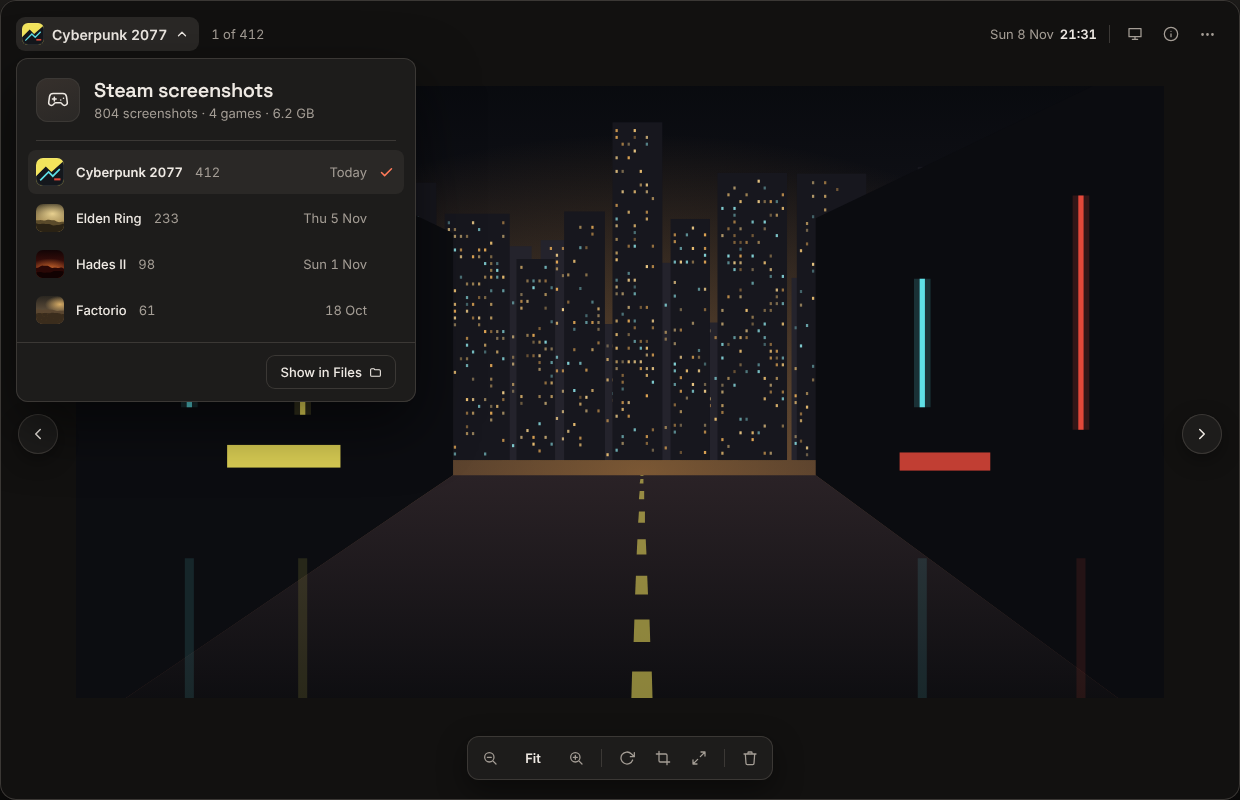 Cyberpunk 2077 1 of 412 Sun 8 Nov 21:31
Steam screenshots
804 screenshots · 4 games · 6.2 GB
Cyberpunk 2077 412 Today
Elden Ring 233 Thu 5 Nov
Hades II 98 Sun 1 Nov
Factorio 61 18 Oct
Show in Files
Fit